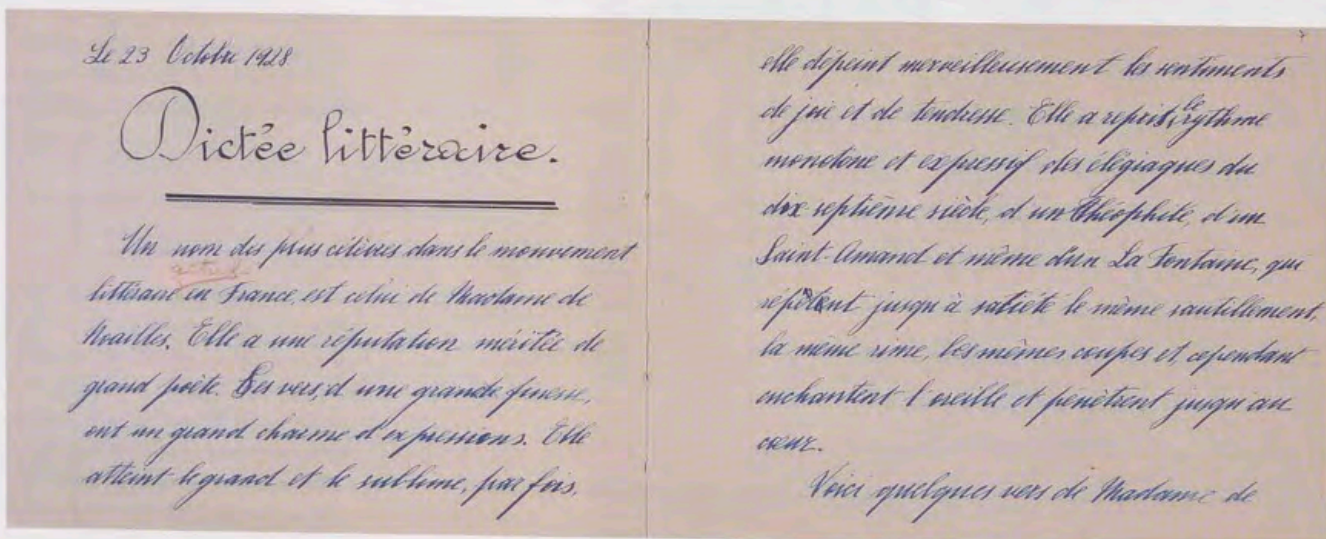 Le 23 Octobre 1928
Dictée littéraire.
Un nom des plus célèbres dans le mouvement
actuel
littéraire en France, est celui de Madame de
Noailles. Elle a une réputation méritée de
grand poète. Ses vers, d'une grande finesse,
ont un grand charme d'expressions. Elle
atteint le grand et le sublime, par fois,
elle dépeint merveilleusement les sentiments
de joie et de tendresse. Elle a repris, le rythme
monotone et expressif des élégiaques du
dix septième siècle, d'un Théophile, d'un
Saint-Amand et même d'un La Fontaine, qui
répètent jusqu'à satiété le même sautillement,
la même rime, les mêmes coupes et, cependant
enchantent l'oreille et pénètrent jusqu'au
cœur.
Voici quelques vers de Madame de